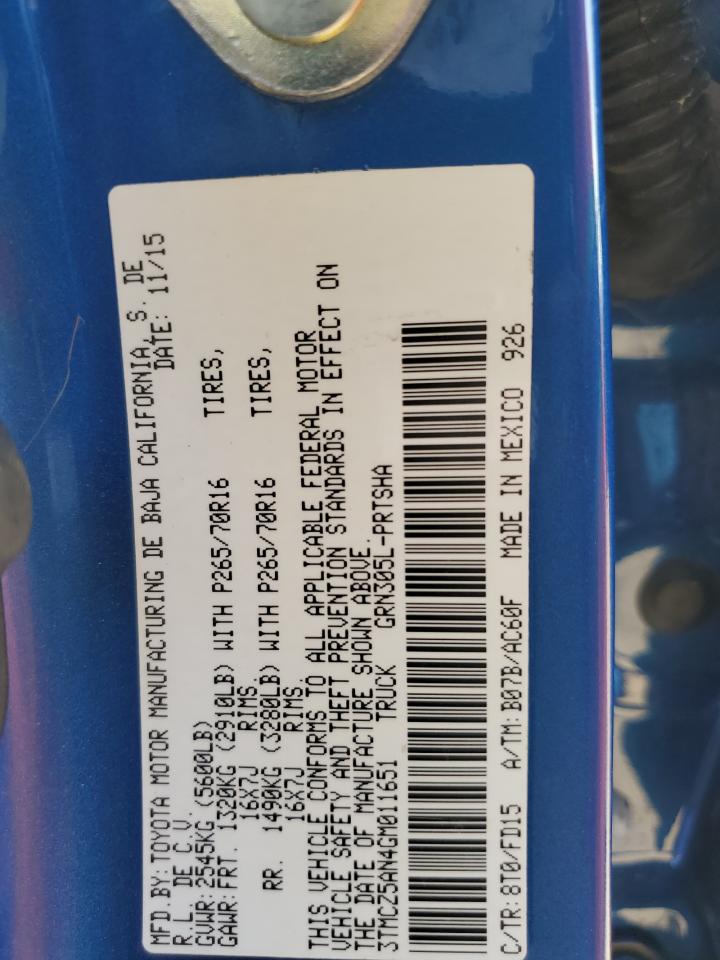 MFD.BY:TOYOTA MOTOR MANUFACTURING DE BAJA CALIFORNIA, S. DE
R.L. DE C.V. DATE: 11/15
GVWR:2545KG (5600LB)
GAWR:FRT. 1320KG (2910LB) WITH P265/70R16 TIRES,
16X7J RIMS.
RR. 1490KG (3280LB) WITH P265/70R16 TIRES,
16X7J RIMS.
THIS VEHICLE CONFORMS TO ALL APPLICABLE FEDERAL MOTOR
VEHICLE SAFETY AND THEFT PREVENTION STANDARDS IN EFFECT ON
THE DATE OF MANUFACTURE SHOWN ABOVE.
3TMCZ5AN4GM011651 TRUCK GRN305L-PRTSHA
C/TR:8T0/FD15 A/TM:B07B/AC60F MADE IN MEXICO 926